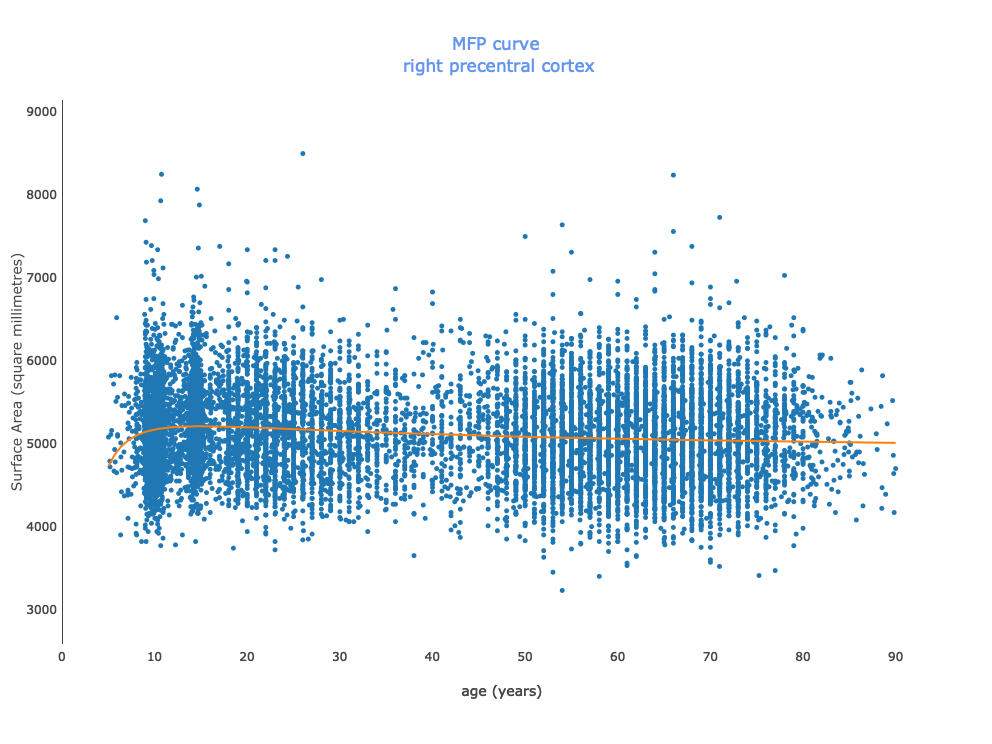 MFP curve
right precentral cortex
9000
8000
7000
6000
5000
4000
3000
Surface Area (square millimetres)
0 10 20 30 40 50 60 70 80 90
age (years)